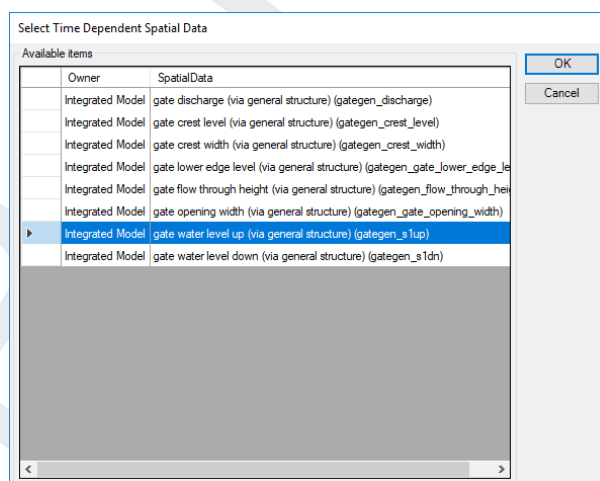 Select Time Dependent Spatial Data
Available items
OK
Cancel
Owner SpatialData
Integrated Model gate discharge (via general structure) (gategen_discharge)
Integrated Model gate crest level (via general structure) (gategen_crest_level)
Integrated Model gate crest width (via general structure) (gategen_crest_width)
Integrated Model gate lower edge level (via general structure) (gategen_gate_lower_edge_le
Integrated Model gate flow through height (via general structure) (gategen_flow_through_hei
Integrated Model gate opening width (via general structure) (gategen_gate_opening_width)
Integrated Model gate water level up (via general structure) (gategen_s1up)
Integrated Model gate water level down (via general structure) (gategen_s1dn)